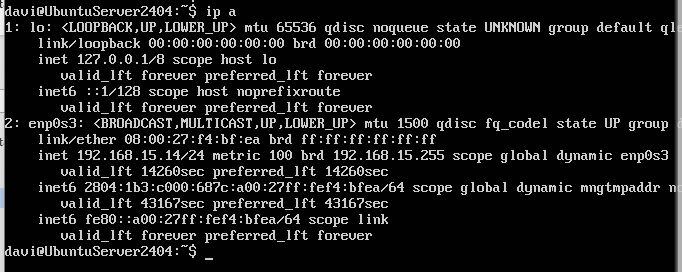 davi@UbuntuServer2404:~$ ip a
1: lo: <LOOPBACK,UP,LOWER_UP> mtu 65536 qdisc noqueue state UNKNOWN group default qle
link/loopback 00:00:00:00:00:00 brd 00:00:00:00:00:00
inet 127.0.0.1/8 scope host lo
valid_lft forever preferred_lft forever
inet6 ::1/128 scope host noprefixroute
valid_lft forever preferred_lft forever
2: enp0s3: <BROADCAST,MULTICAST,UP,LOWER_UP> mtu 1500 qdisc fq_codel state UP group d
link/ether 08:00:27:f4:bf:ea brd ff:ff:ff:ff:ff:ff
inet 192.168.15.14/24 metric 100 brd 192.168.15.255 scope global dynamic enp0s3
valid_lft 14260sec preferred_lft 14260sec
inet6 2804:1b3:c000:687c:a00:27ff:fef4:bfea/64 scope global dynamic mngtmpaddr no
valid_lft 43167sec preferred_lft 43167sec
inet6 fe80::a00:27ff:fef4:bfea/64 scope link
valid_lft forever preferred_lft forever
davi@UbuntuServer2404:~$ _